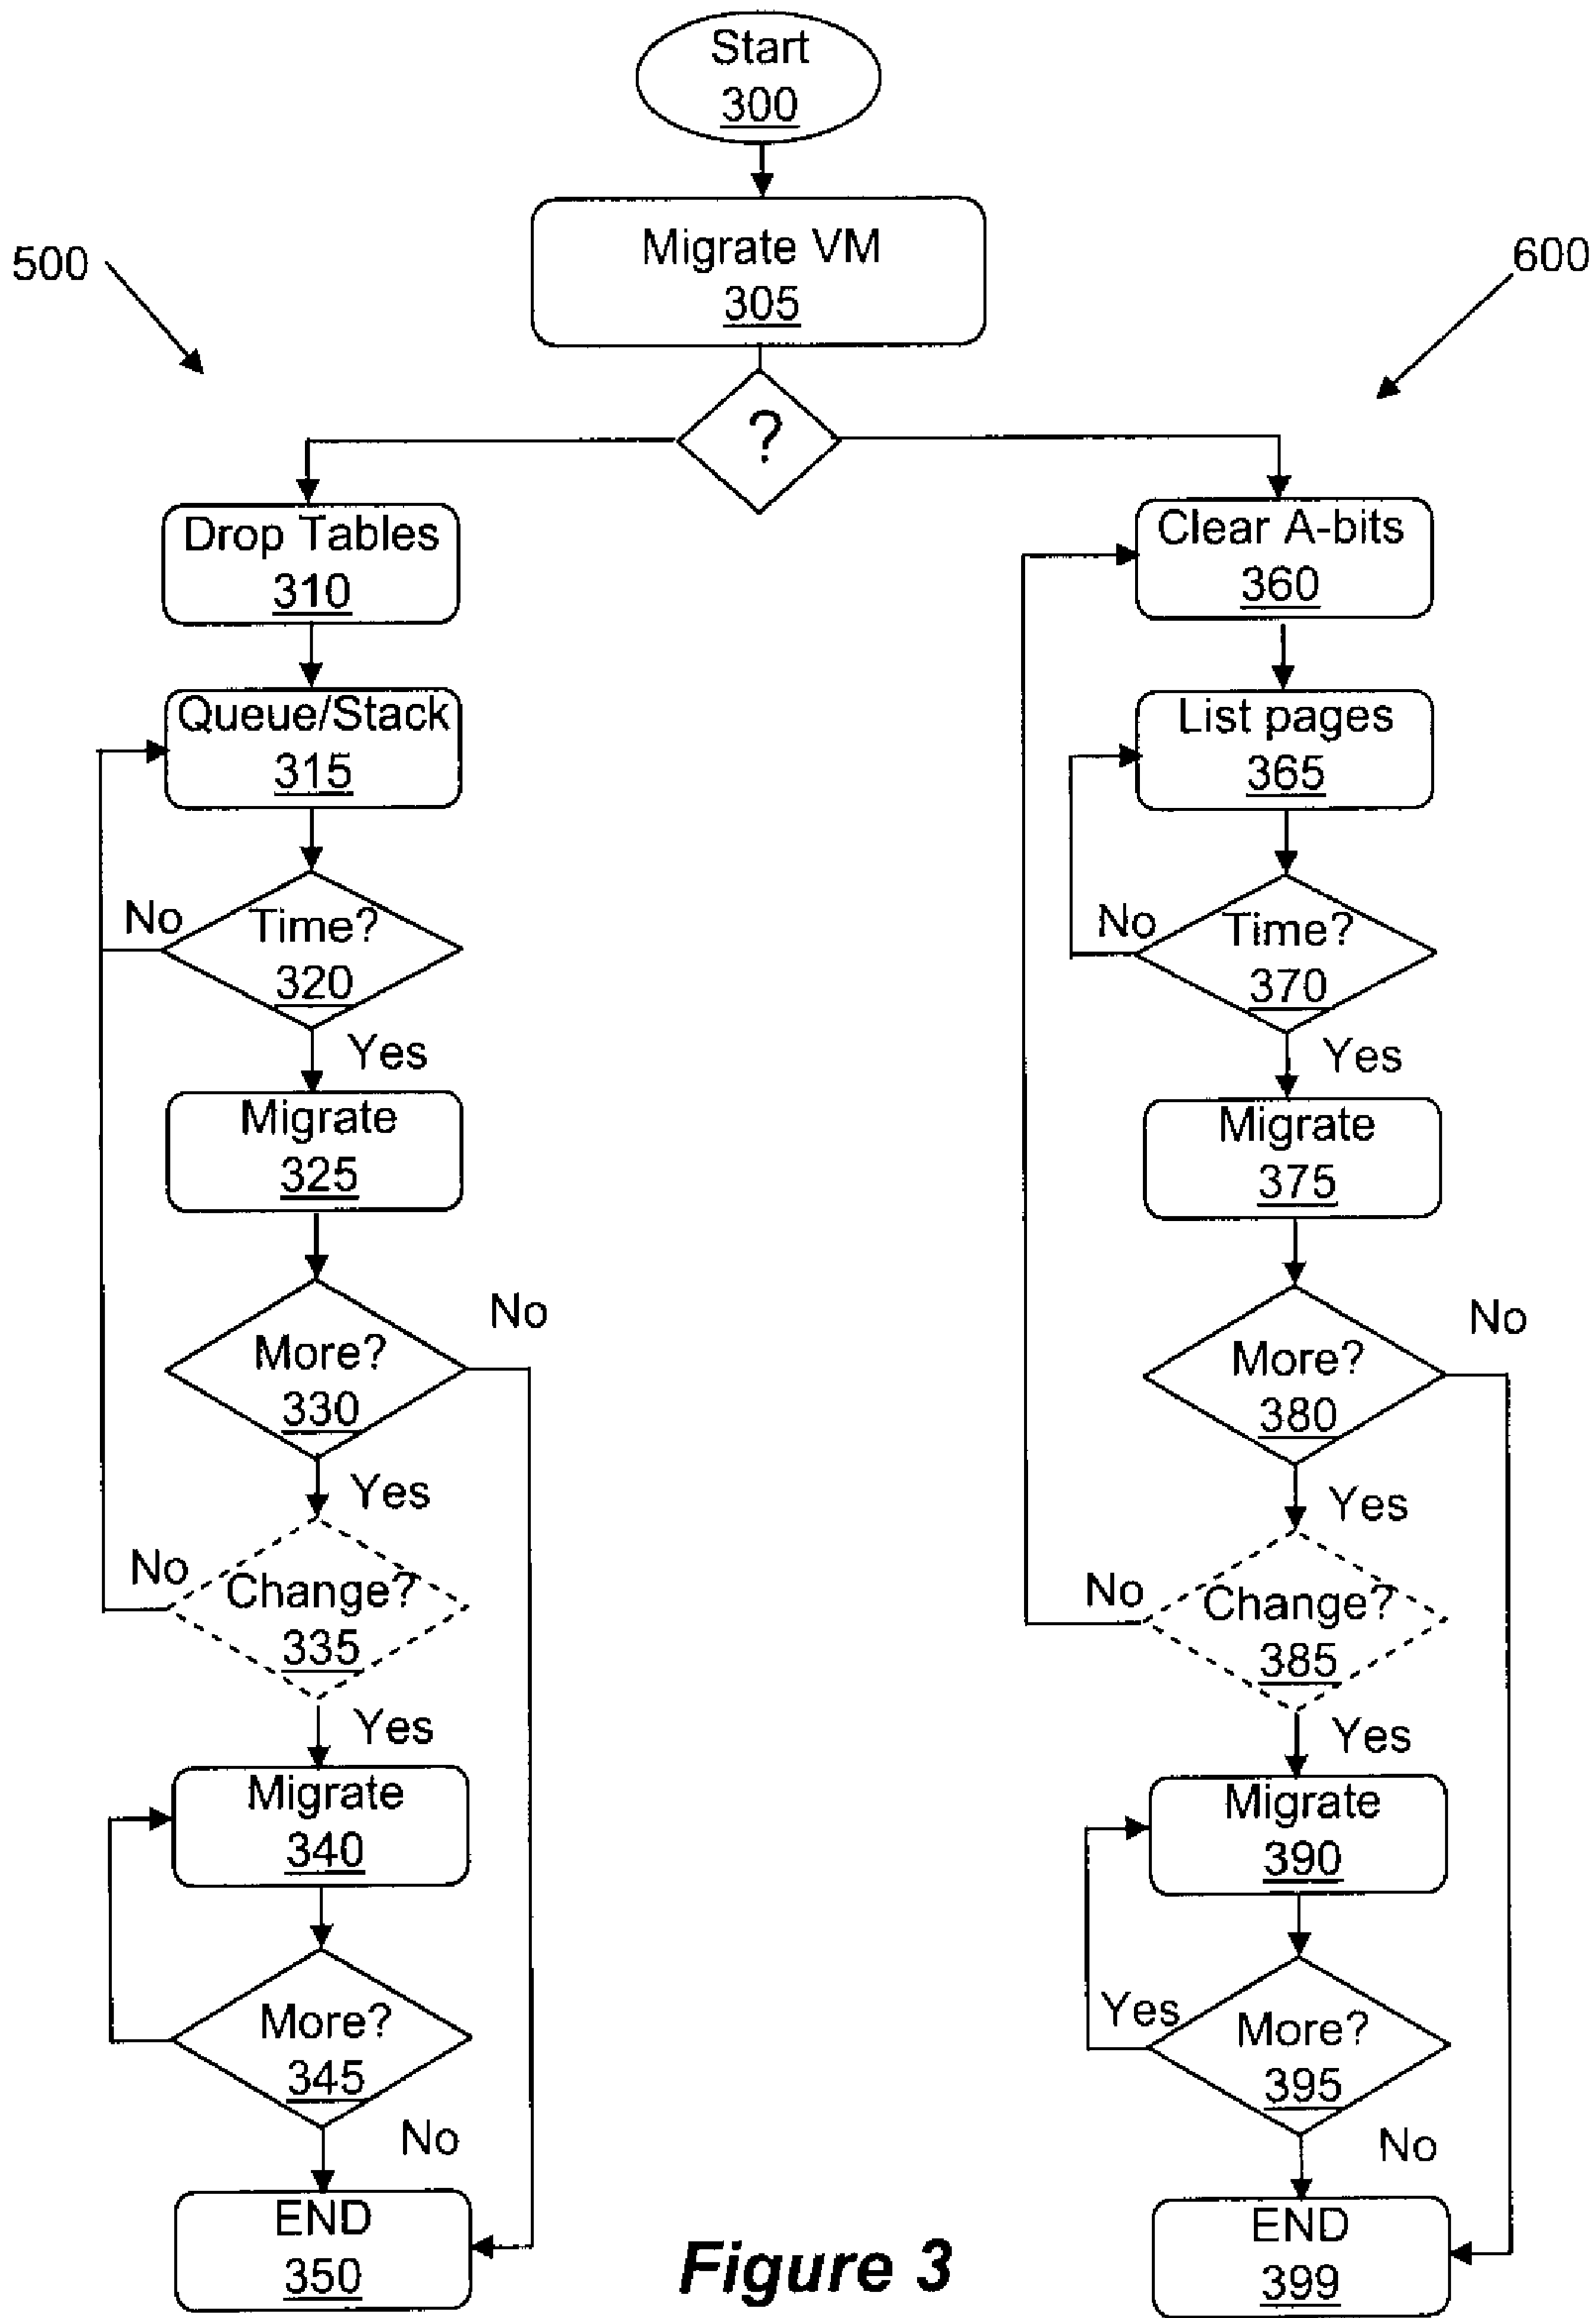 Start
300
Migrate VM
305
500
600
?
Drop Tables
310
Queue/Stack
315
No
Time?
320
Yes
Migrate
325
No
More?
330
Yes
No
Change?
335
Yes
Migrate
340
More?
345
No
END
350
Clear A-bits
360
List pages
365
No
Time?
370
Yes
Migrate
375
No
More?
380
Yes
No
Change?
385
Yes
Migrate
390
Yes
More?
395
No
END
399
Figure 3